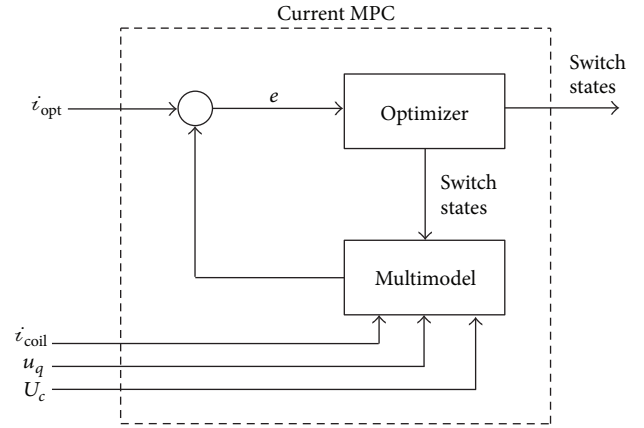 Current MPC
Switch
states
i_opt
e
Optimizer
Switch
states
Multimodel
i_coil
u_q
U_c